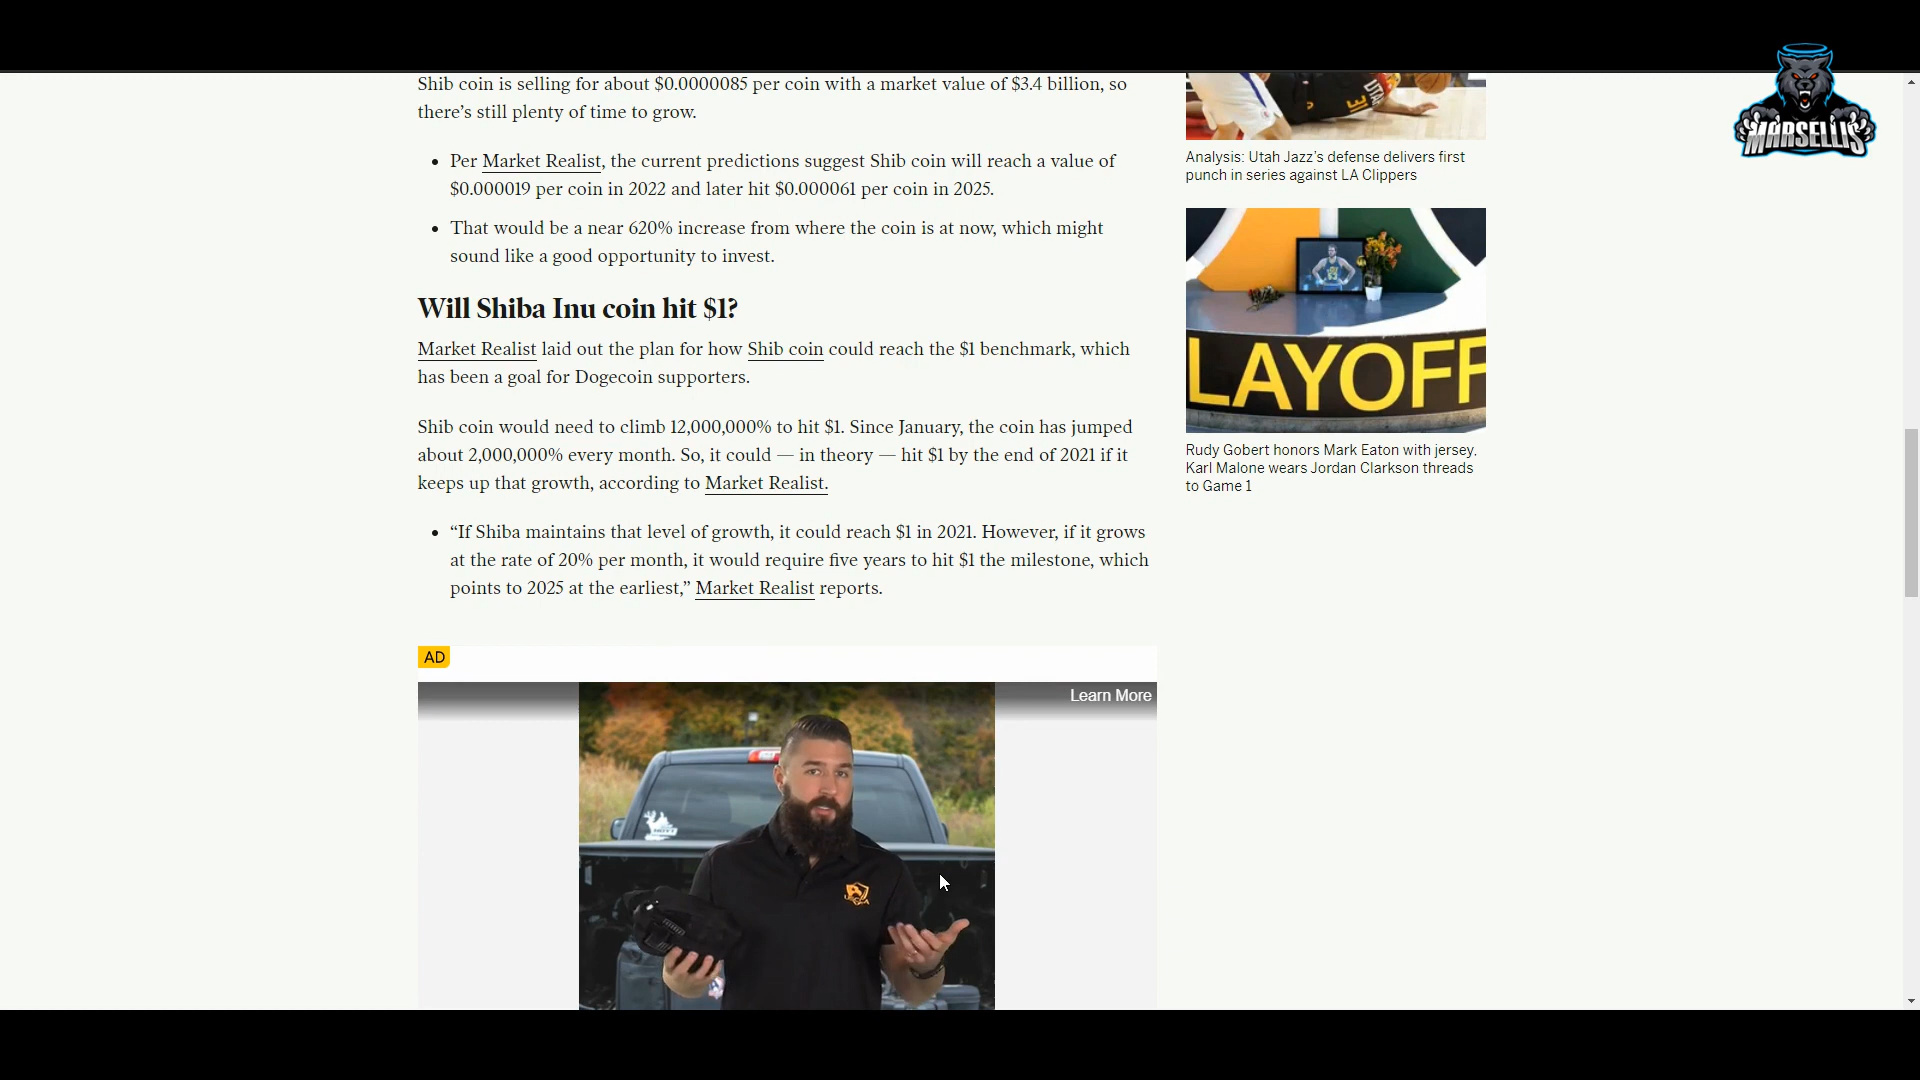 Shib coin is selling for about $0.0000085 per coin with a market value of $3.4 billion, so
there’s still plenty of time to grow.
• Per Market Realist, the current predictions suggest Shib coin will reach a value of
$0.000019 per coin in 2022 and later hit $0.000061 per coin in 2025.
• That would be a near 620% increase from where the coin is at now, which might
sound like a good opportunity to invest.
Will Shiba Inu coin hit $1?
Market Realist laid out the plan for how Shib coin could reach the $1 benchmark, which
has been a goal for Dogecoin supporters.
Shib coin would need to climb 12,000,000% to hit $1. Since January, the coin has jumped
about 2,000,000% every month. So, it could — in theory — hit $1 by the end of 2021 if it
keeps up that growth, according to Market Realist.
• “If Shiba maintains that level of growth, it could reach $1 in 2021. However, if it grows
at the rate of 20% per month, it would require five years to hit $1 the milestone, which
points to 2025 at the earliest,” Market Realist reports.
AD
Learn More
UTAH
Analysis: Utah Jazz’s defense delivers first
punch in series against LA Clippers
LAYOFF
Rudy Gobert honors Mark Eaton with jersey,
Karl Malone wears Jordan Clarkson threads
to Game 1
MARSELLIS